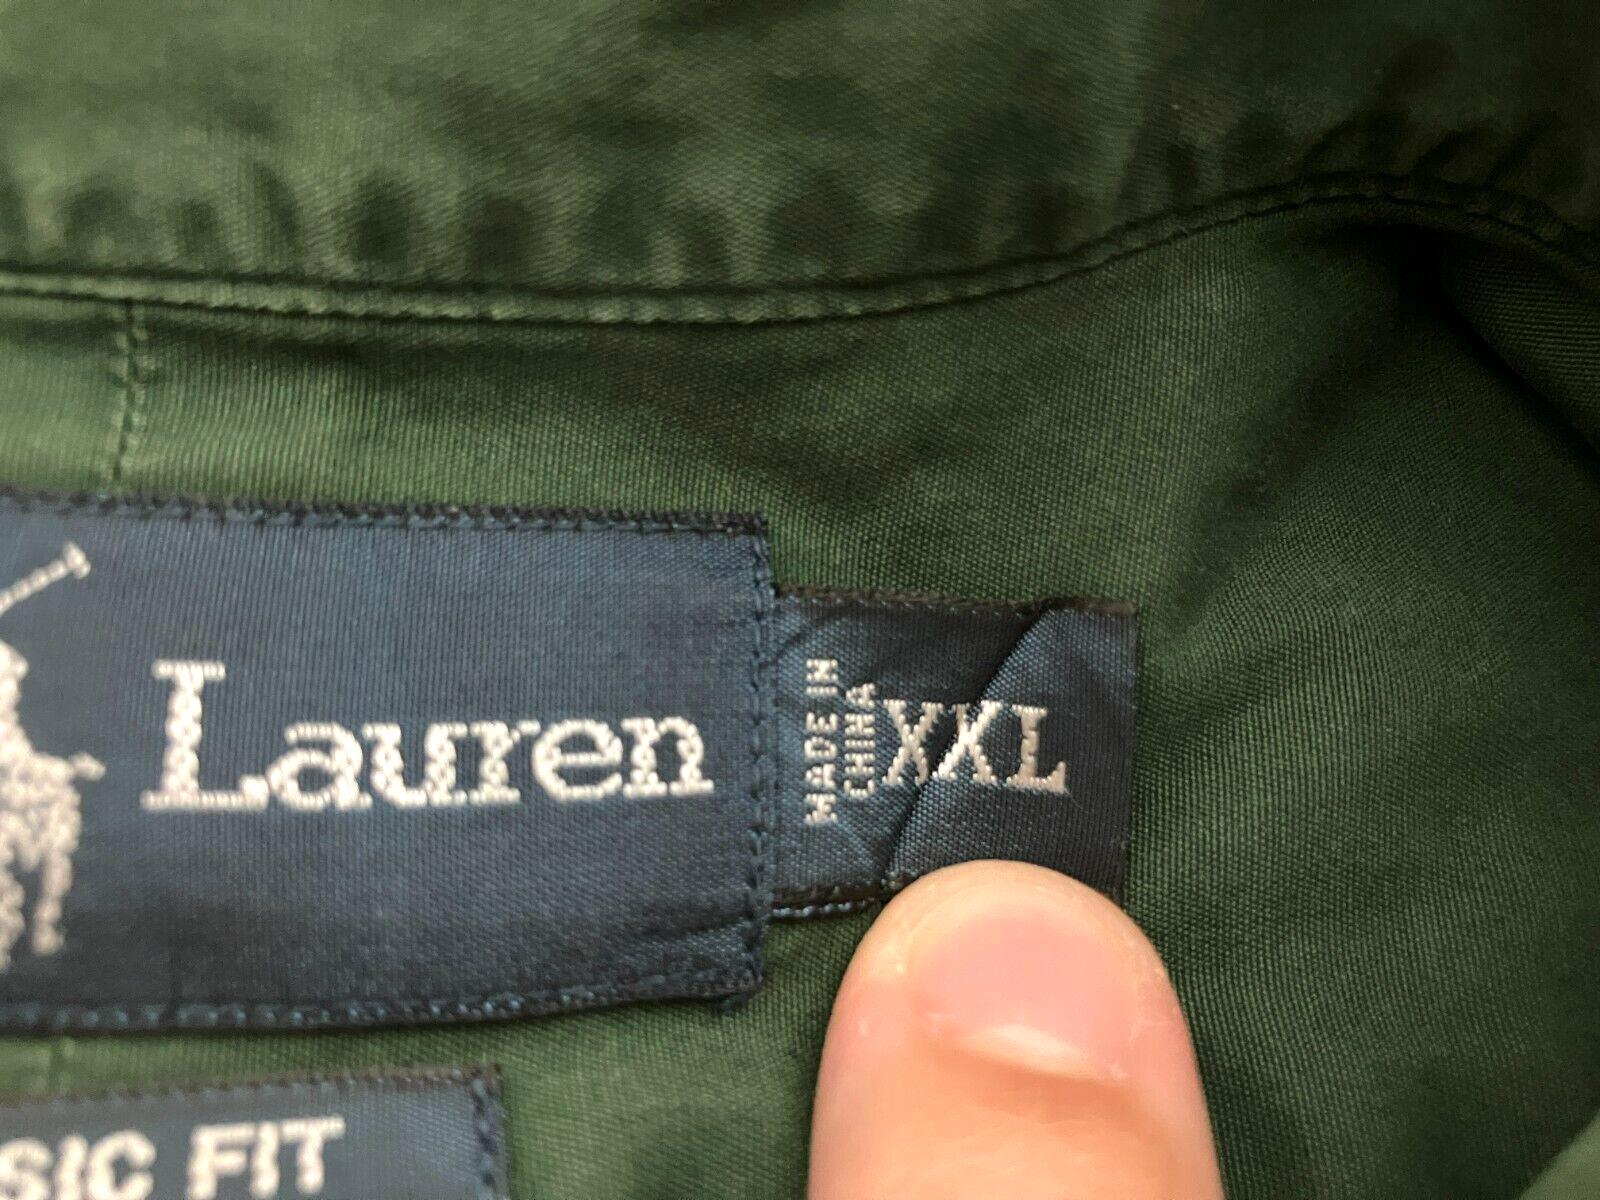 Lauren
MADE IN
CHINA
XXL
SIC FIT